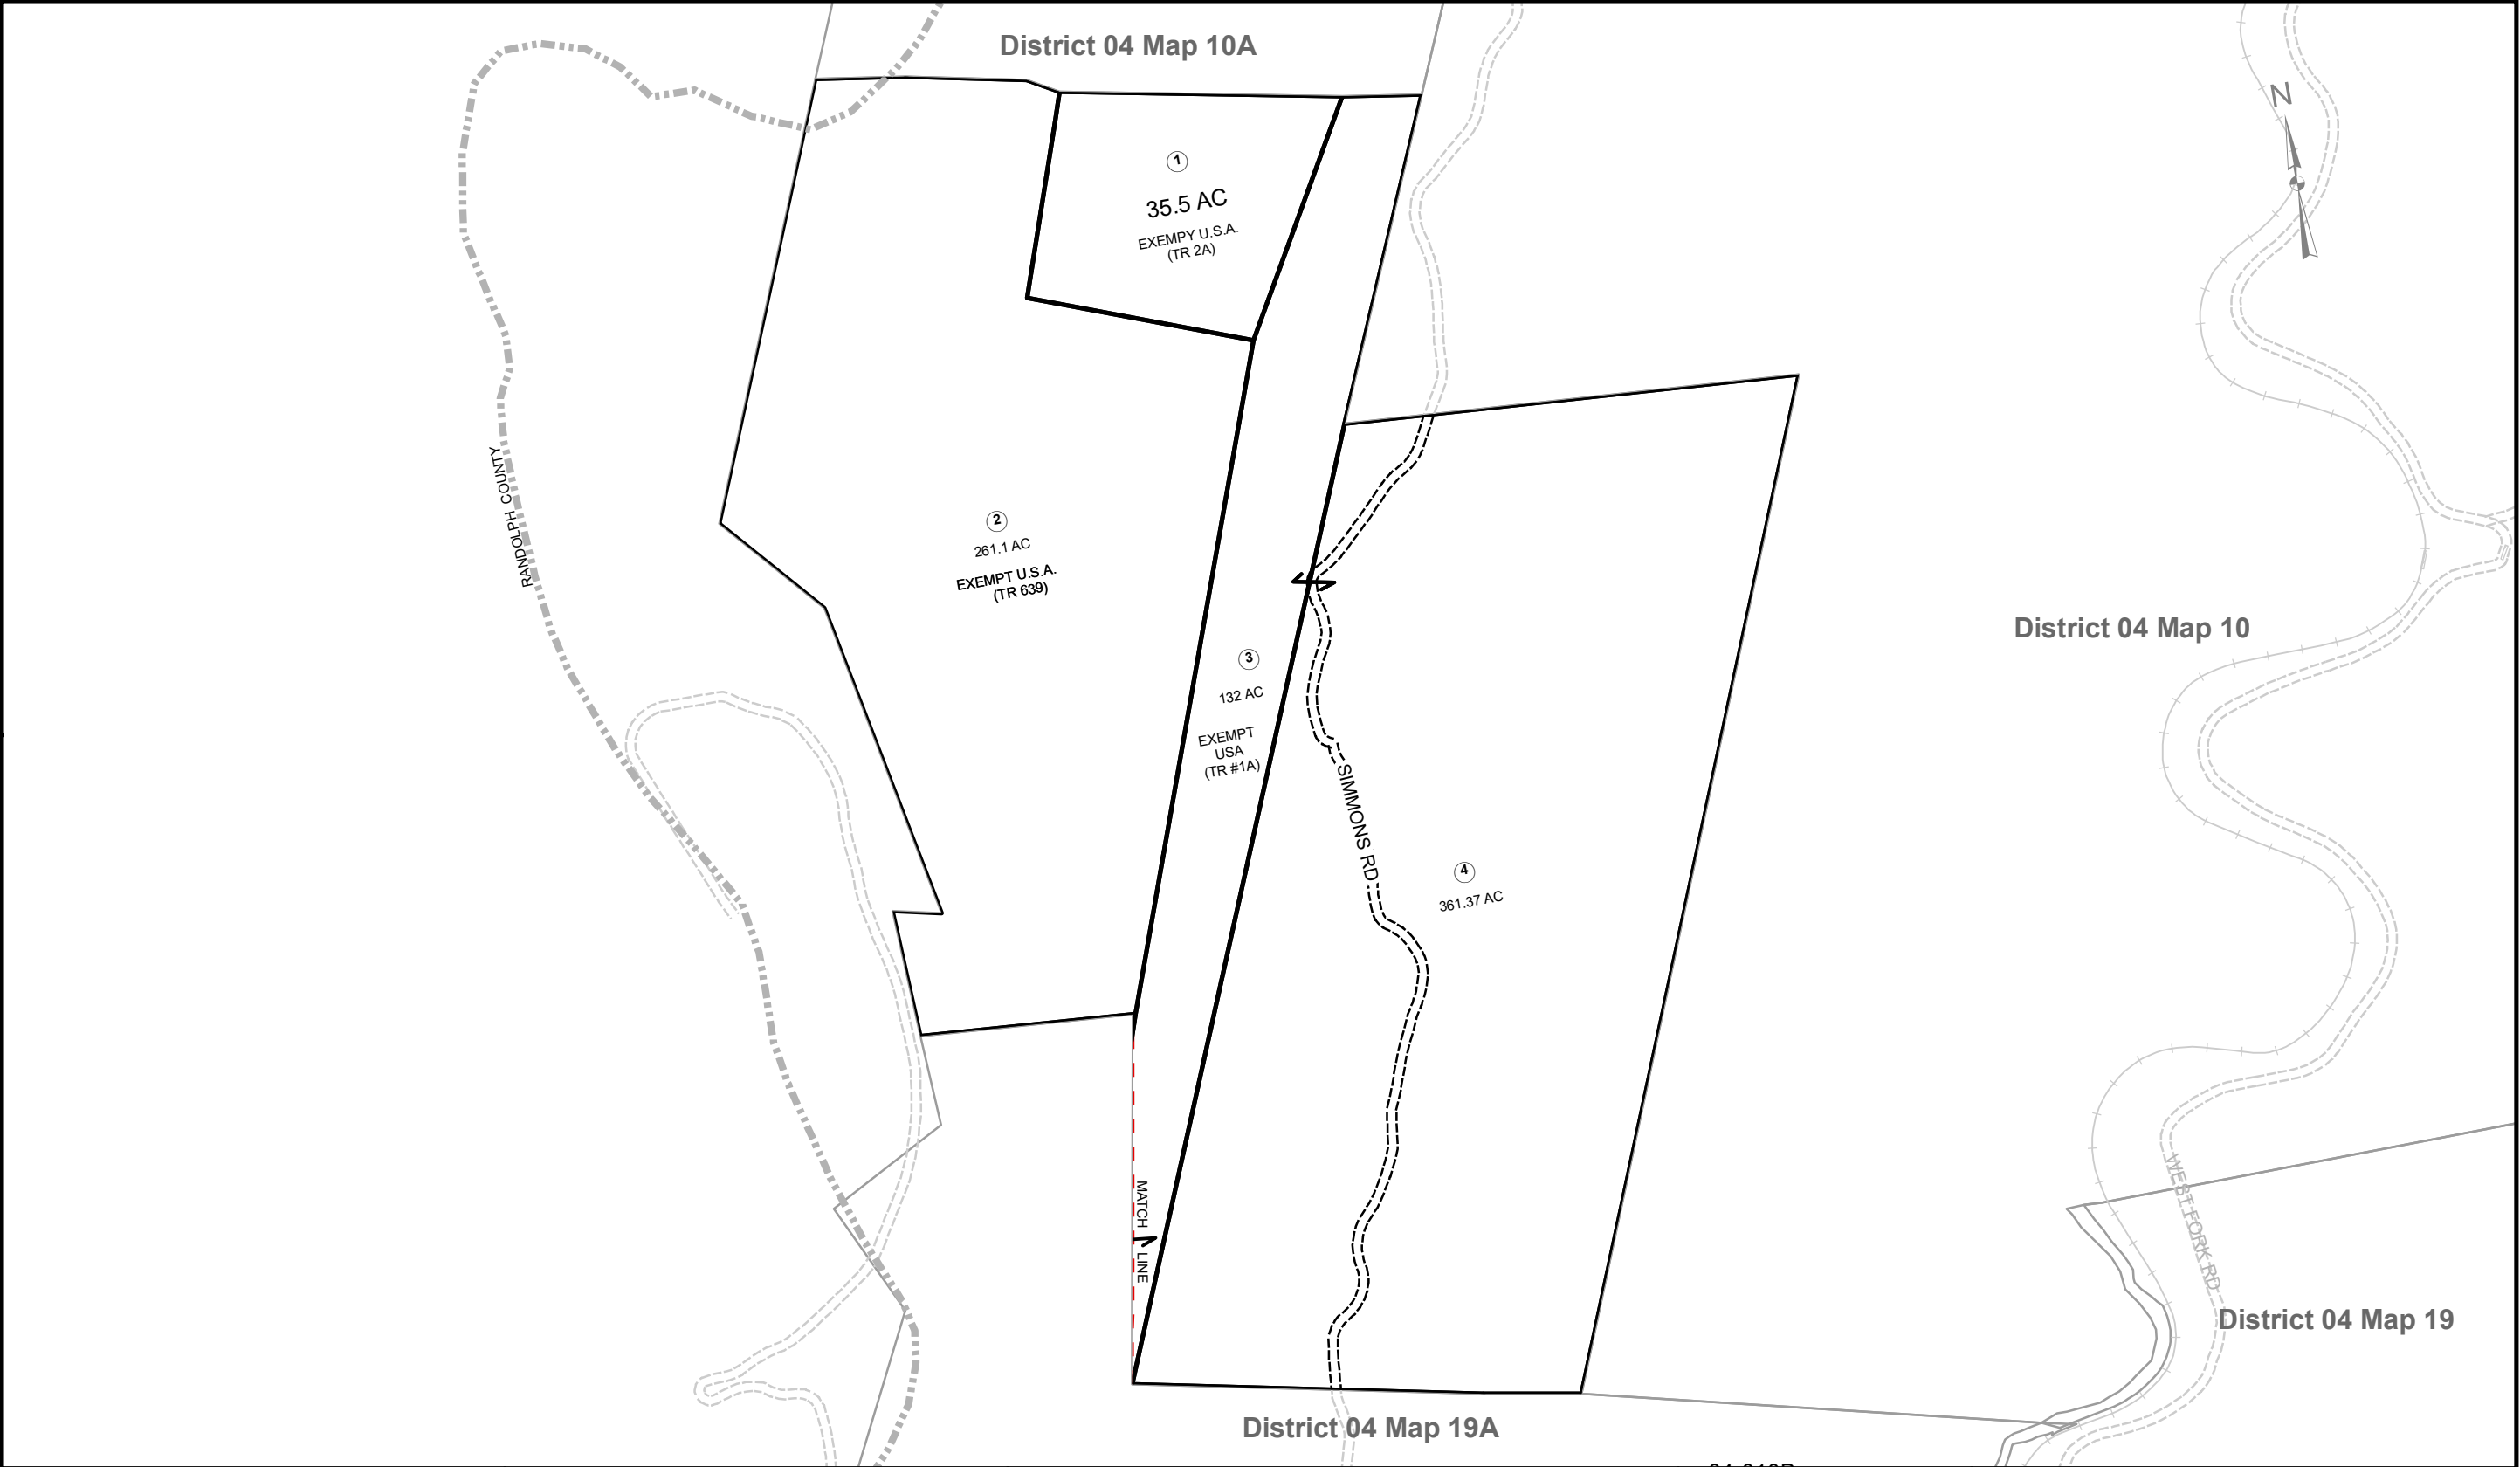 District 04 Map 10A
N
1
35.5 AC
EXEMPY U.S.A.
(TR 2A)
RANDOLPH COUNTY
2
261.1 AC
EXEMPT U.S.A.
(TR 639)
District 04 Map 10
3
132 AC
EXEMPT
USA
(TR #1A)
SIMMONS RD
4
361.37 AC
MATCH LINE
WEST FORK RD
District 04 Map 19
District 04 Map 19A